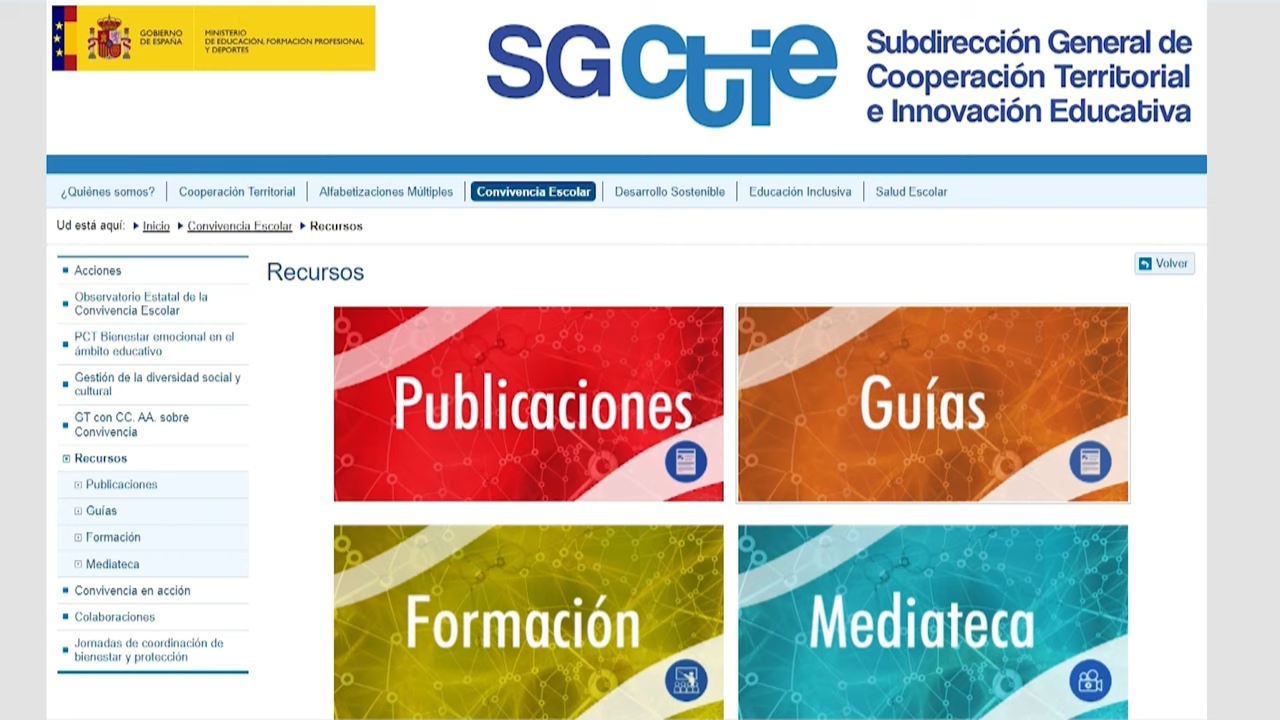 GOBIERNO
DE ESPAÑA
MINISTERIO
DE EDUCACIÓN, FORMACIÓN PROFESIONAL
Y DEPORTES
SGctie
Subdirección General de
Cooperación Territorial
e Innovación Educativa
¿Quiénes somos? Cooperación Territorial Alfabetizaciones Múltiples Convivencia Escolar Desarrollo Sostenible Educación Inclusiva Salud Escolar
Ud está aquí: Inicio Convivencia Escolar Recursos
Acciones
Observatorio Estatal de la
Convivencia Escolar
PCT Bienestar emocional en el
ámbito educativo
Gestión de la diversidad social y
cultural
GT con CC. AA. sobre
Convivencia
Recursos
Publicaciones
Guías
Formación
Mediateca
Convivencia en acción
Colaboraciones
Jornadas de coordinación de
bienestar y protección
Recursos
Volver
Publicaciones
Guías
Formación
Mediateca